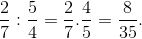 2/7 : 5/4 = 2/7 . 4/5 = 8/35.